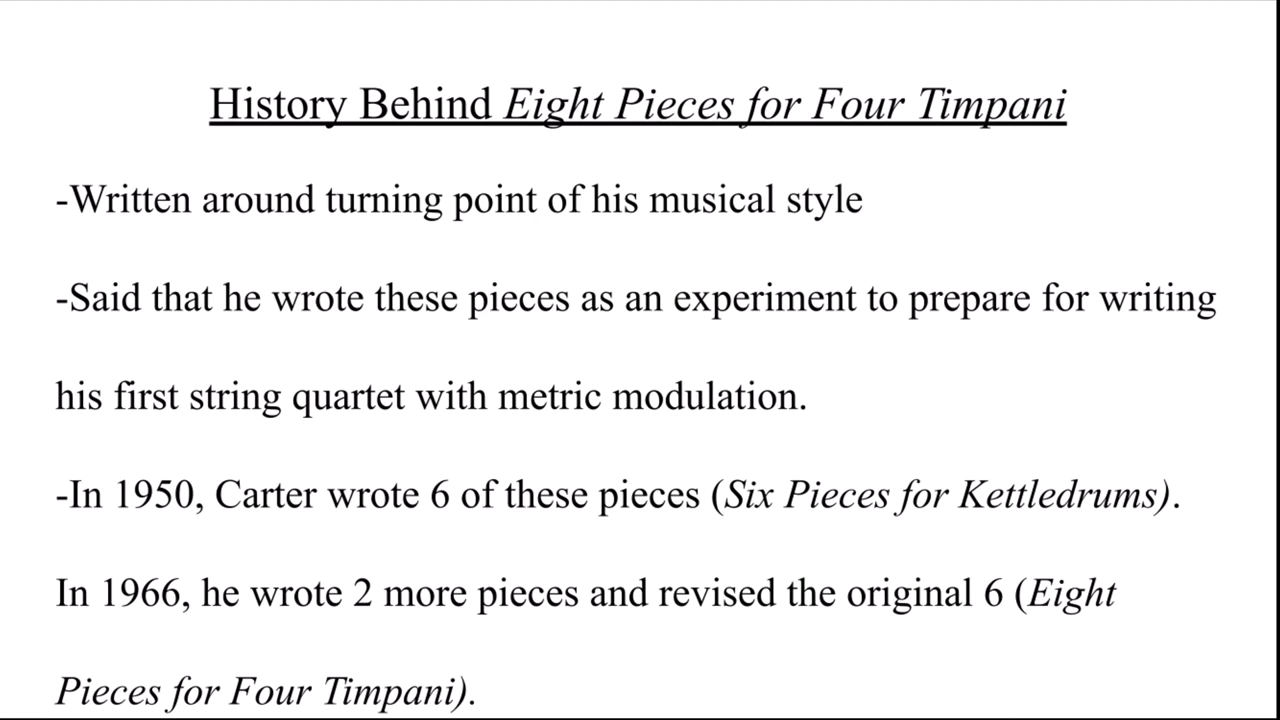 History Behind Eight Pieces for Four Timpani
-Written around turning point of his musical style
-Said that he wrote these pieces as an experiment to prepare for writing
his first string quartet with metric modulation.
-In 1950, Carter wrote 6 of these pieces (Six Pieces for Kettledrums).
In 1966, he wrote 2 more pieces and revised the original 6 (Eight
Pieces for Four Timpani).